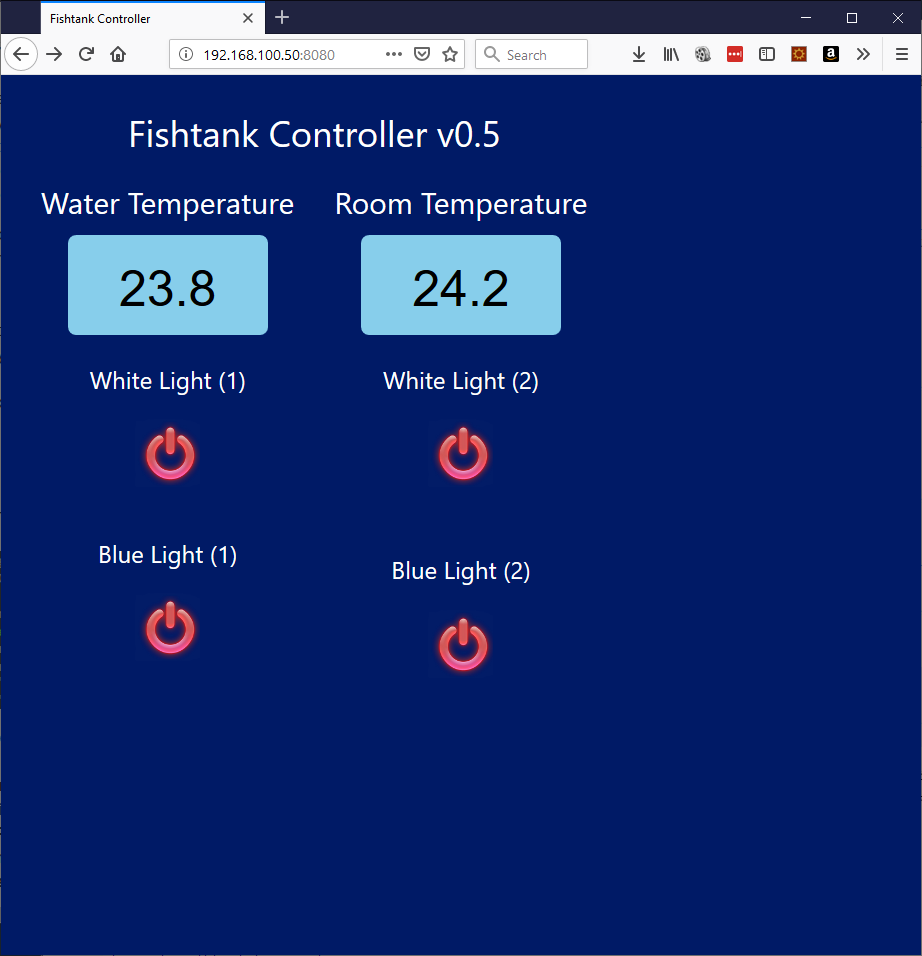 Fishtank Controller
192.168.100.50:8080
Search
Fishtank Controller v0.5
Water Temperature
Room Temperature
23.8
24.2
White Light (1)
White Light (2)
Blue Light (1)
Blue Light (2)